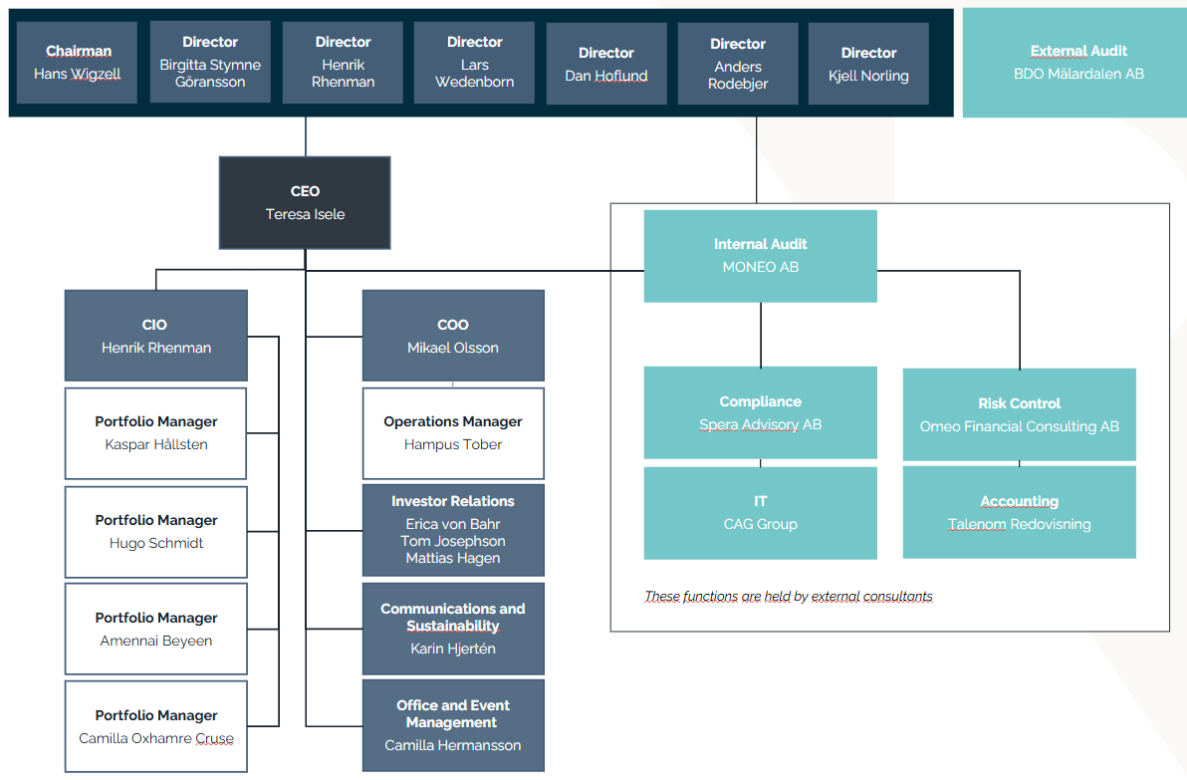 Chairman
Hans Wigzell
Director
Birgitta Stymne
Göransson
Director
Henrik
Rhenman
Director
Lars
Wedenborn
Director
Dan Hoflund
Director
Anders
Rodebjer
Director
Kjell Norling
External Audit
BDO Mälardalen AB
CEO
Teresa Isele
Internal Audit
MONEO AB
CIO
Henrik Rhenman
COO
Mikael Olsson
Portfolio Manager
Kaspar Hållsten
Operations Manager
Hampus Tober
Compliance
Spera Advisory AB
Risk Control
Omeo Financial Consulting AB
Portfolio Manager
Hugo Schmidt
Investor Relations
Erica von Bahr
Tom Josephson
Mattias Hagen
IT
CAG Group
Accounting
Talenom Redovisning
These functions are held by external consultants
Portfolio Manager
Amennai Beyeen
Communications and
Sustainability
Karin Hjertén
Portfolio Manager
Camilla Oxhamre Cruse
Office and Event
Management
Camilla Hermansson